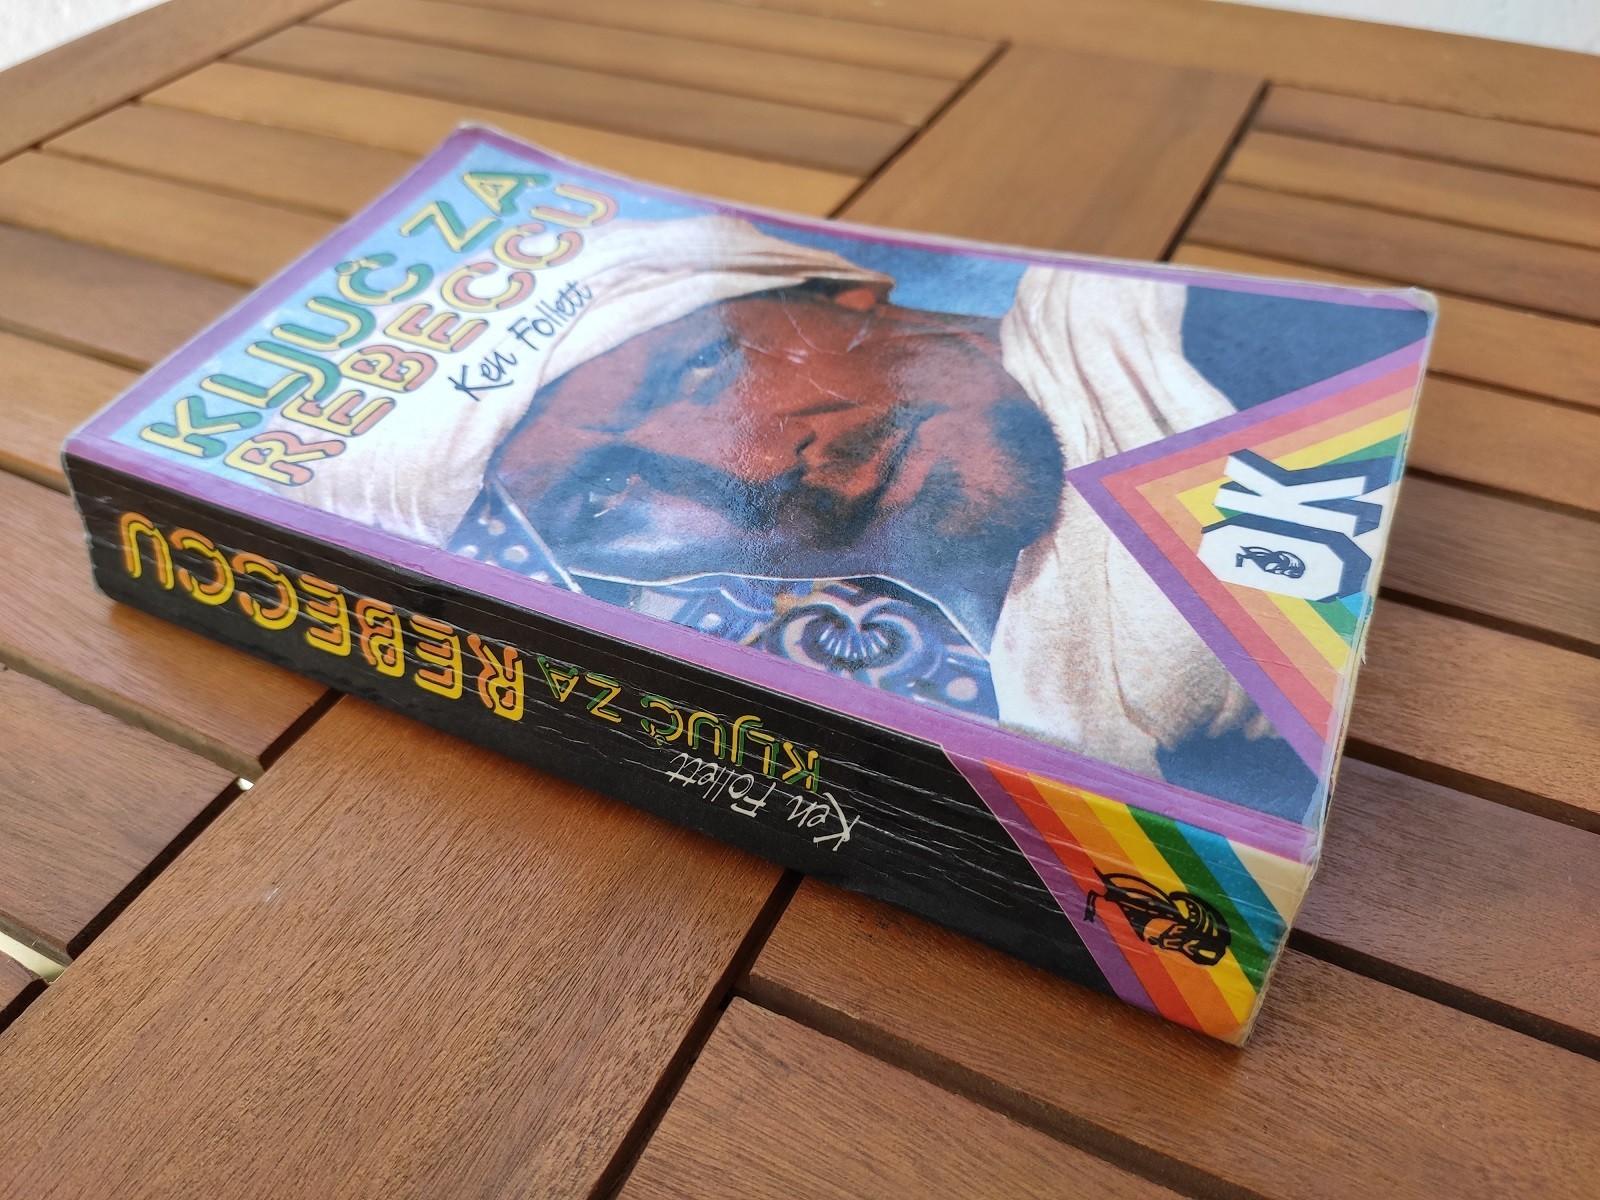 KLJUČ ZA
REBECCU
Ken Follett
OK
Ken Follett
KLJUČ ZA
REBECCU